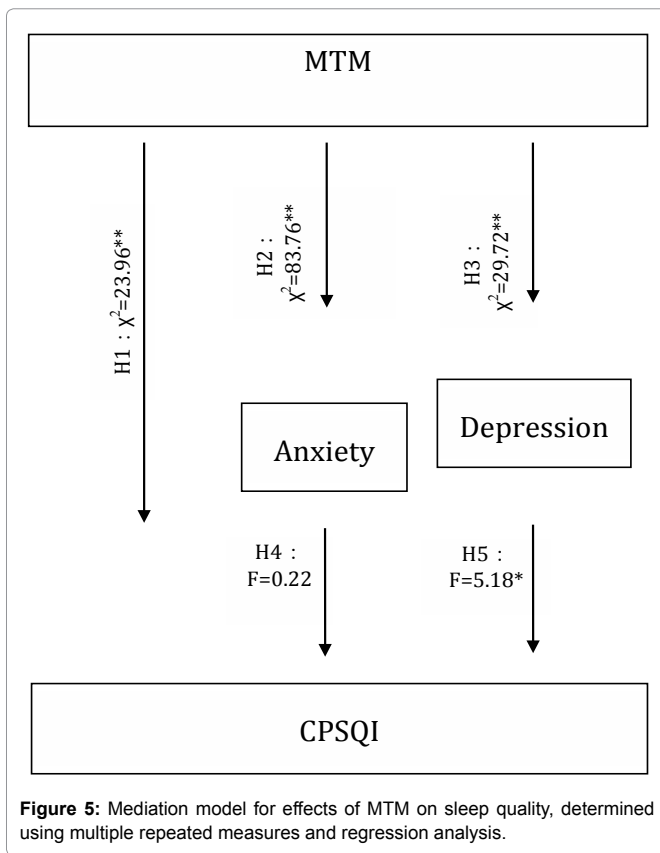 MTM
H1 : χ²=23.96**
H2 :
χ²=83.76**
H3 :
χ²=29.72**
Anxiety
Depression
H4 :
F=0.22
H5 :
F=5.18*
CPSQI
Figure 5: Mediation model for effects of MTM on sleep quality, determined
using multiple repeated measures and regression analysis.